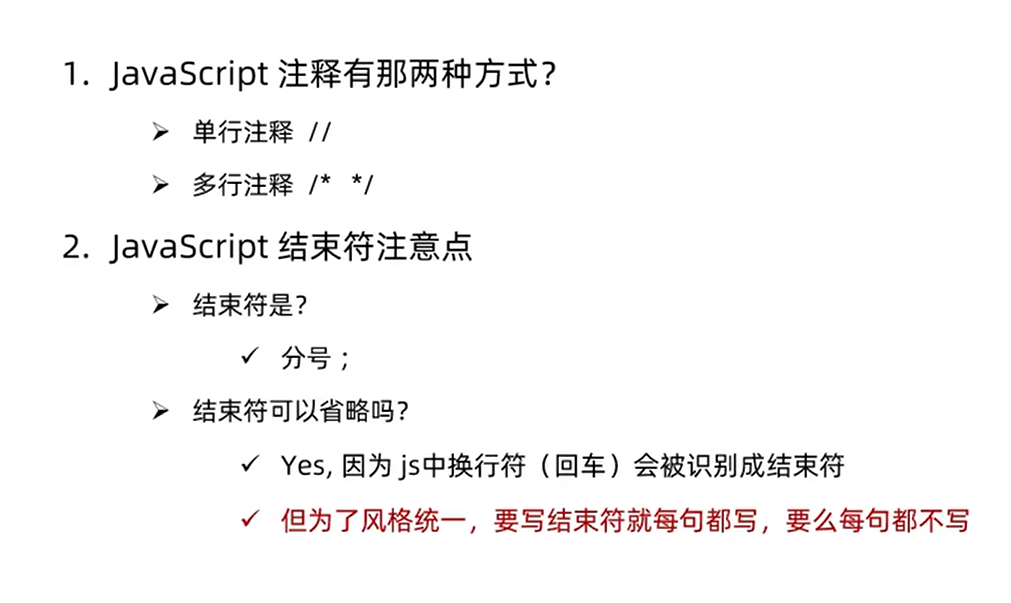 1. JavaScript 注释有那两种方式？
➢ 单行注释 //
➢ 多行注释 /* */
2. JavaScript 结束符注意点
➢ 结束符是？
✓ 分号 ；
➢ 结束符可以省略吗？
✓ Yes, 因为 js中换行符（回车）会被识别成结束符
✓ 但为了风格统一，要写结束符就每句都写，要么每句都不写